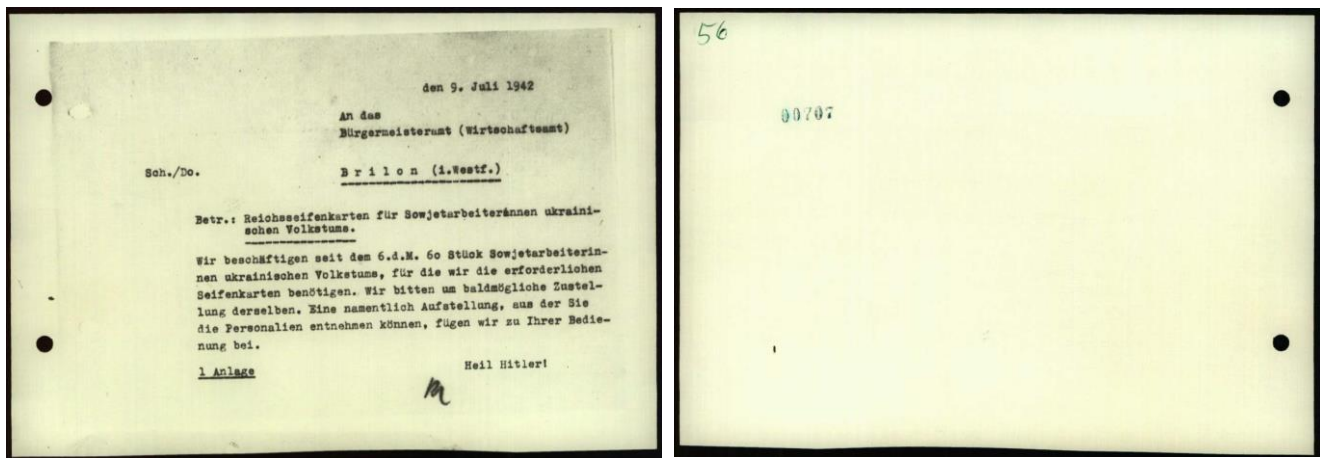 den 9. Juli 1942
An das
Bürgermeisteramt (Wirtschaftsamt)
Sch./Do.
B r i l o n (i.Westf.)
Betr.: Reichsseifenkarten für Sowjetarbeiterinnen ukraini-
schen Volkstums.
Wir beschäftigen seit dem 6.d.M. 6o Stück Sowjetarbeiterin-
nen ukrainischen Volkstums, für die wir die erforderlichen
Seifenkarten benötigen. Wir bitten um baldmögliche Zustel-
lung derselben. Eine namentlich Aufstellung, aus der Sie
die Personalien entnehmen können, fügen wir zu Ihrer Bedie-
nung bei.
1 Anlage
Heil Hitler!
56
00707